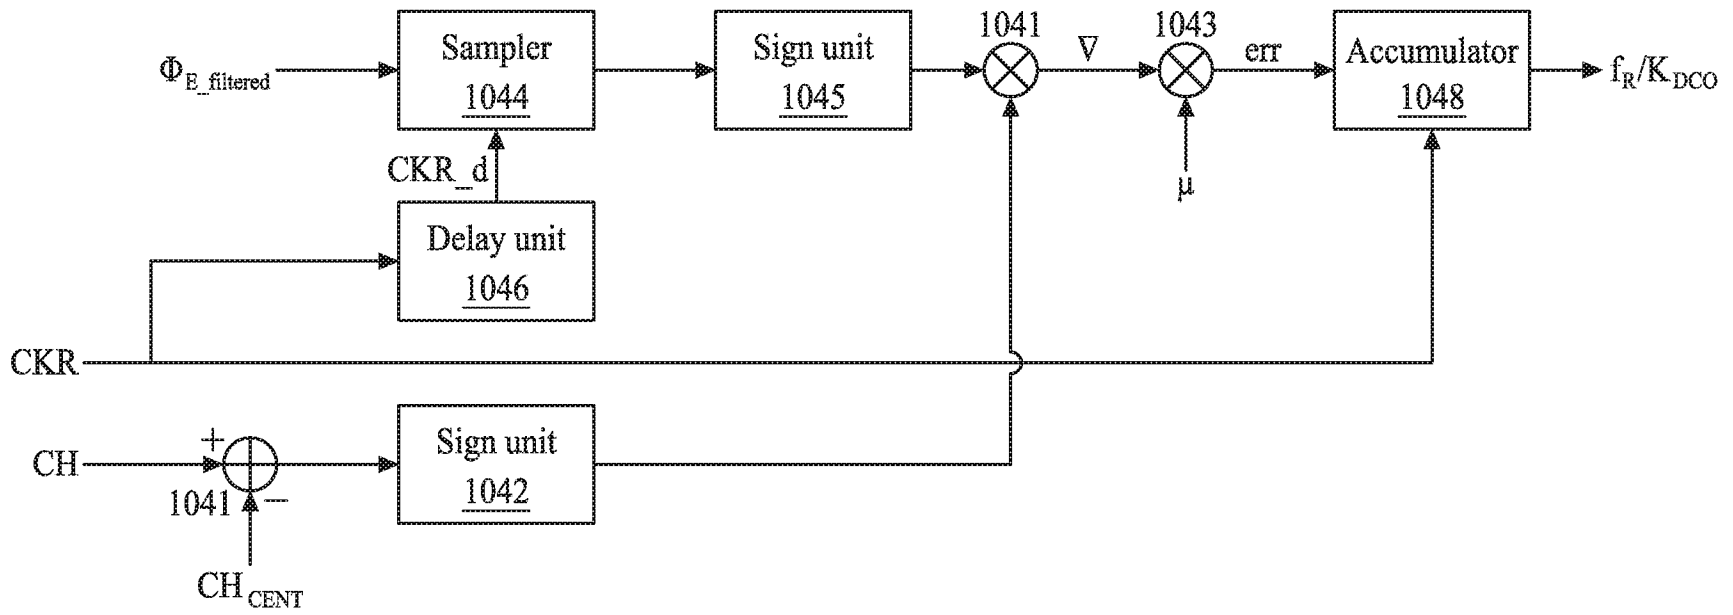 Φ_E_filtered
Sampler
1044
Sign unit
1045
1041
∇
1043
err
Accumulator
1048
f_R/K_DCO
CKR_d
μ
Delay unit
1046
CKR
CH
+
1041
−
Sign unit
1042
CH_CENT